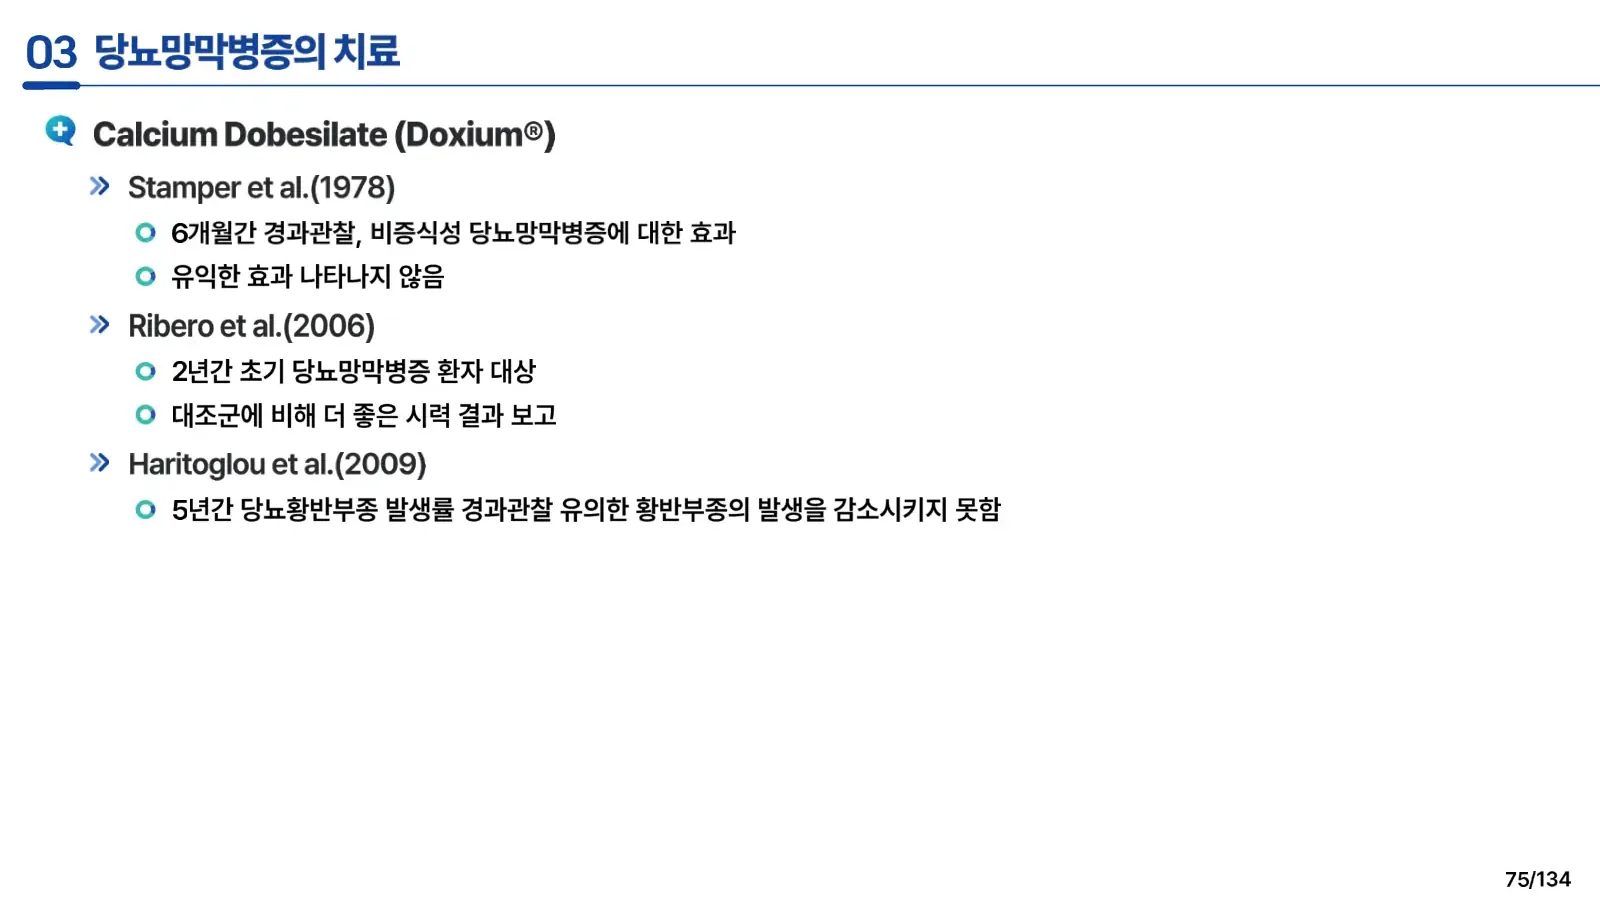 03 당뇨망막병증의 치료
Calcium Dobesilate (Doxium®)
Stamper et al.(1978)
6개월간 경과관찰, 비증식성 당뇨망막병증에 대한 효과
유익한 효과 나타나지 않음
Ribero et al.(2006)
2년간 초기 당뇨망막병증 환자 대상
대조군에 비해 더 좋은 시력 결과 보고
Haritoglou et al.(2009)
5년간 당뇨황반부종 발생률 경과관찰 유의한 황반부종의 발생을 감소시키지 못함
75/134